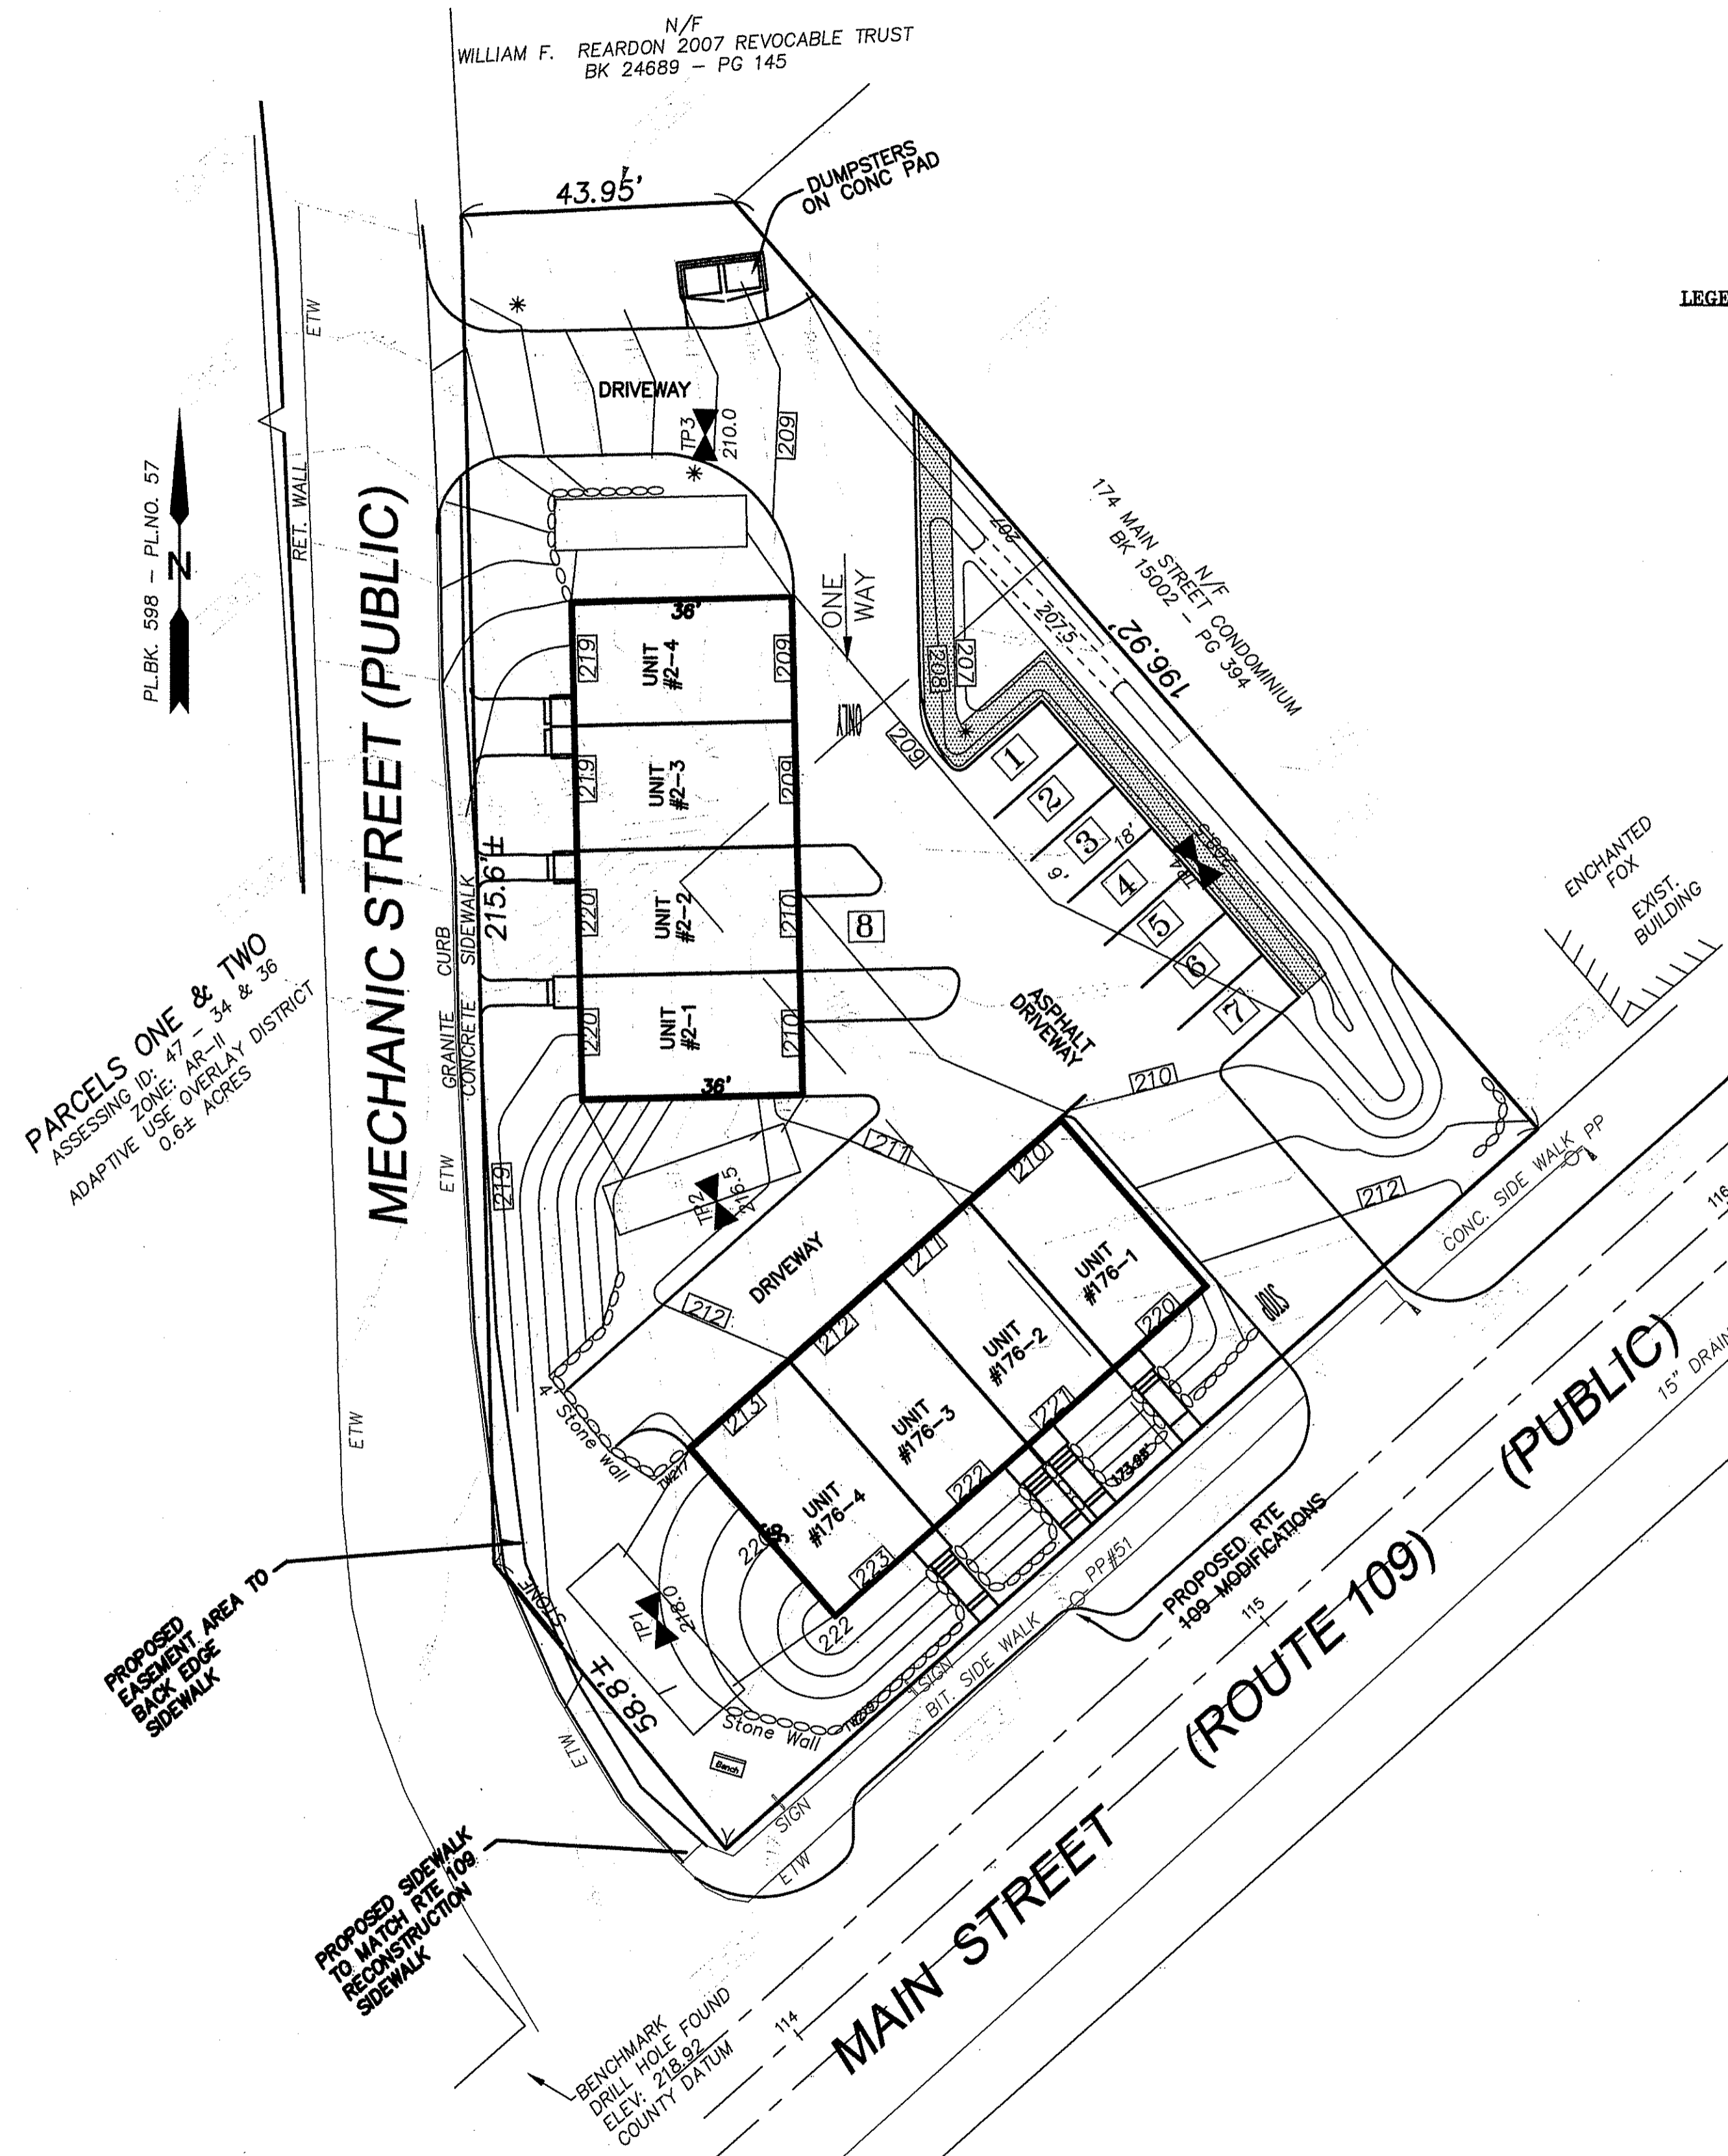 N/F
WILLIAM F. REARDON 2007 REVOCABLE TRUST
BK 24689 – PG 145
43.95'
DUMPSTERS
ON CONC PAD
LEGE
ETW
DRIVEWAY
TP3
210.0
209
PL.BK. 598 – PL.NO. 57
N
RET. WALL
MECHANIC STREET (PUBLIC)
ONE
WAY
ONLY
207
N/F
174 MAIN STREET CONDOMINIUM
BK 15002 – PG 394
207.5
196.92'
208
207
209
36'
219
UNIT
#2–4
209
219
UNIT
#2–3
209
220
UNIT
#2–2
210
220
UNIT
#2–1
210
36'
215.6'±
GRANITE CURB
CONCRETE SIDEWALK
8
1
2
3
4
5
6
7
18'
9'
ASPHALT
DRIVEWAY
ENCHANTED
FOX
EXIST.
BUILDING
PARCELS ONE & TWO
ASSESSING ID: 47 – 34 & 36
ZONE: AR–II
ADAPTIVE USE OVERLAY DISTRICT
0.6± ACRES
ETW
219
TP2
216.5
211
210
212
CONC. SIDE WALK
PP
116
DRIVEWAY
212
210
UNIT
#176–1
220
STOP
211
UNIT
#176–2
221
212
UNIT
#176–3
222
213
UNIT
#176–4
223
173.95'
4' Stone wall
TW217
ETW
220
222
STONE
TP1
218.0
58.8'±
Stone Wall
Bench
SIGN
SIGN
BIT. SIDE WALK
PP#51
ETW
ETW
PROPOSED
EASEMENT AREA TO
BACK EDGE
SIDEWALK
PROPOSED RTE
109 MODIFICATIONS
115
PROPOSED SIDEWALK
TO MATCH RTE 109
RECONSTRUCTION
SIDEWALK
BENCHMARK
DRILL HOLE FOUND
ELEV: 218.92
COUNTY DATUM
114
MAIN STREET (ROUTE 109) (PUBLIC)
15" DRAIN